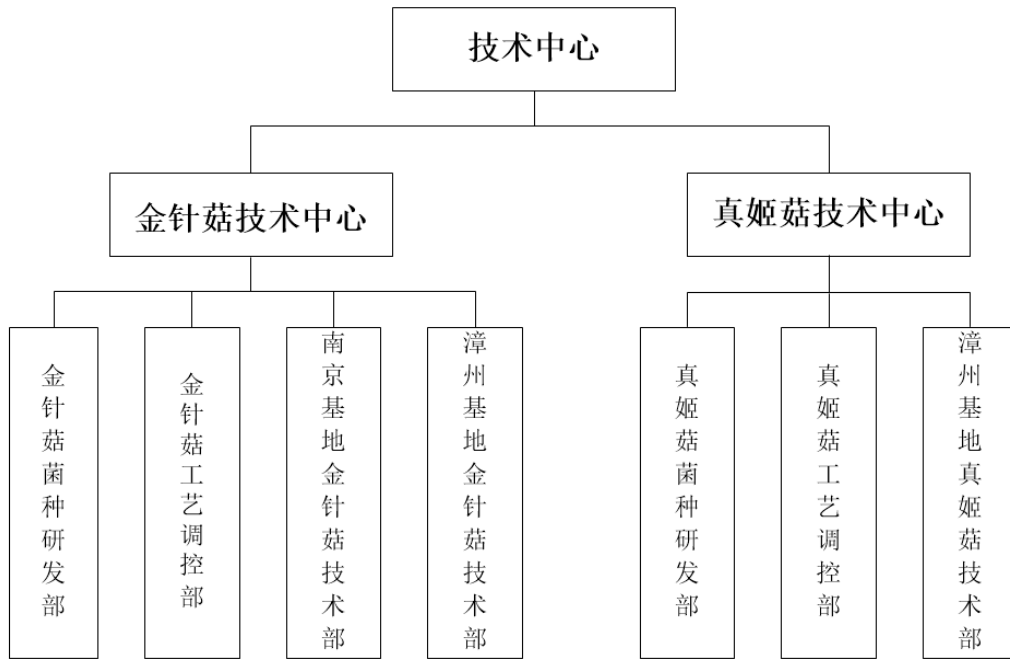 技术中心
金针菇技术中心
真姬菇技术中心
金针菇菌种研发部
金针菇工艺调控部
南京基地金针菇技术部
漳州基地金针菇技术部
真姬菇菌种研发部
真姬菇工艺调控部
漳州基地真姬菇技术部